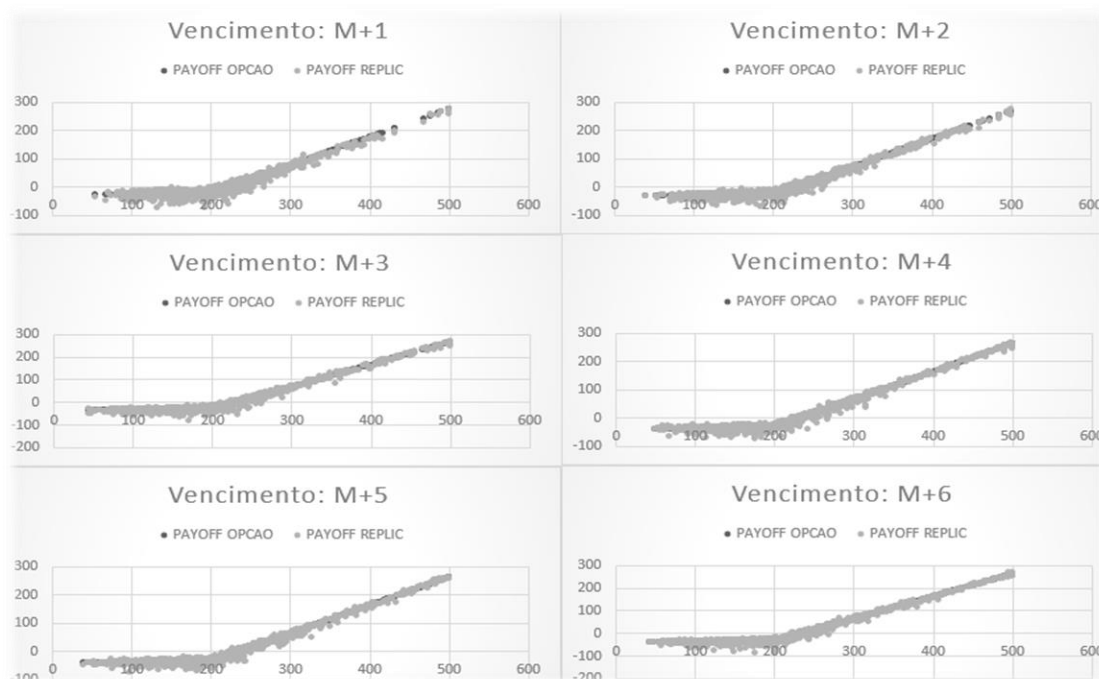 Vencimento: M+1
PAYOFF OPCAO PAYOFF REPLIC
300
200
100
0
-100
0 100 200 300 400 500 600
Vencimento: M+2
PAYOFF OPCAO PAYOFF REPLIC
300
200
100
0
-100
0 100 200 300 400 500 600
Vencimento: M+3
PAYOFF OPCAO PAYOFF REPLIC
300
200
100
0
-100
-200
0 100 200 300 400 500 600
Vencimento: M+4
PAYOFF OPCAO PAYOFF REPLIC
300
200
100
0
-100
0 100 200 300 400 500 600
Vencimento: M+5
PAYOFF OPCAO PAYOFF REPLIC
300
200
100
0
0 100 200 300 400 500 600
Vencimento: M+6
PAYOFF OPCAO PAYOFF REPLIC
300
200
100
0
-100
-200
0 100 200 300 400 500 600